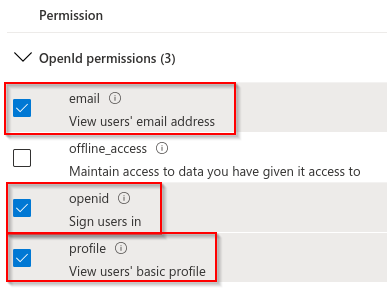 Permission
OpenId permissions (3)
email
View users' email address
offline_access
Maintain access to data you have given it access to
openid
Sign users in
profile
View users' basic profile